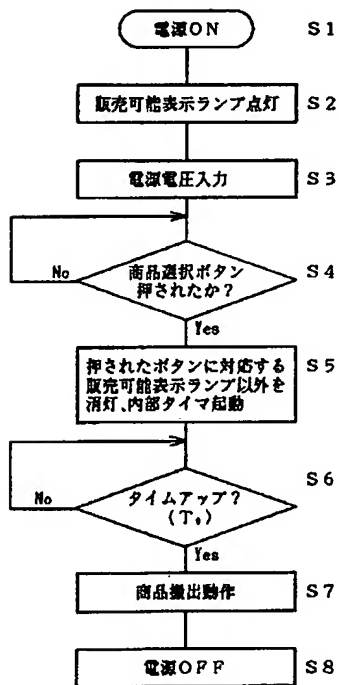 電源ON S1
販売可能表示ランプ点灯 S2
電源電圧入力 S3
商品選択ボタン
押されたか？ S4
No
Yes
押されたボタンに対応する
販売可能表示ランプ以外を
消灯、内部タイマ起動 S5
タイムアップ？ S6
(T₀)
No
Yes
商品搬出動作 S7
電源OFF S8